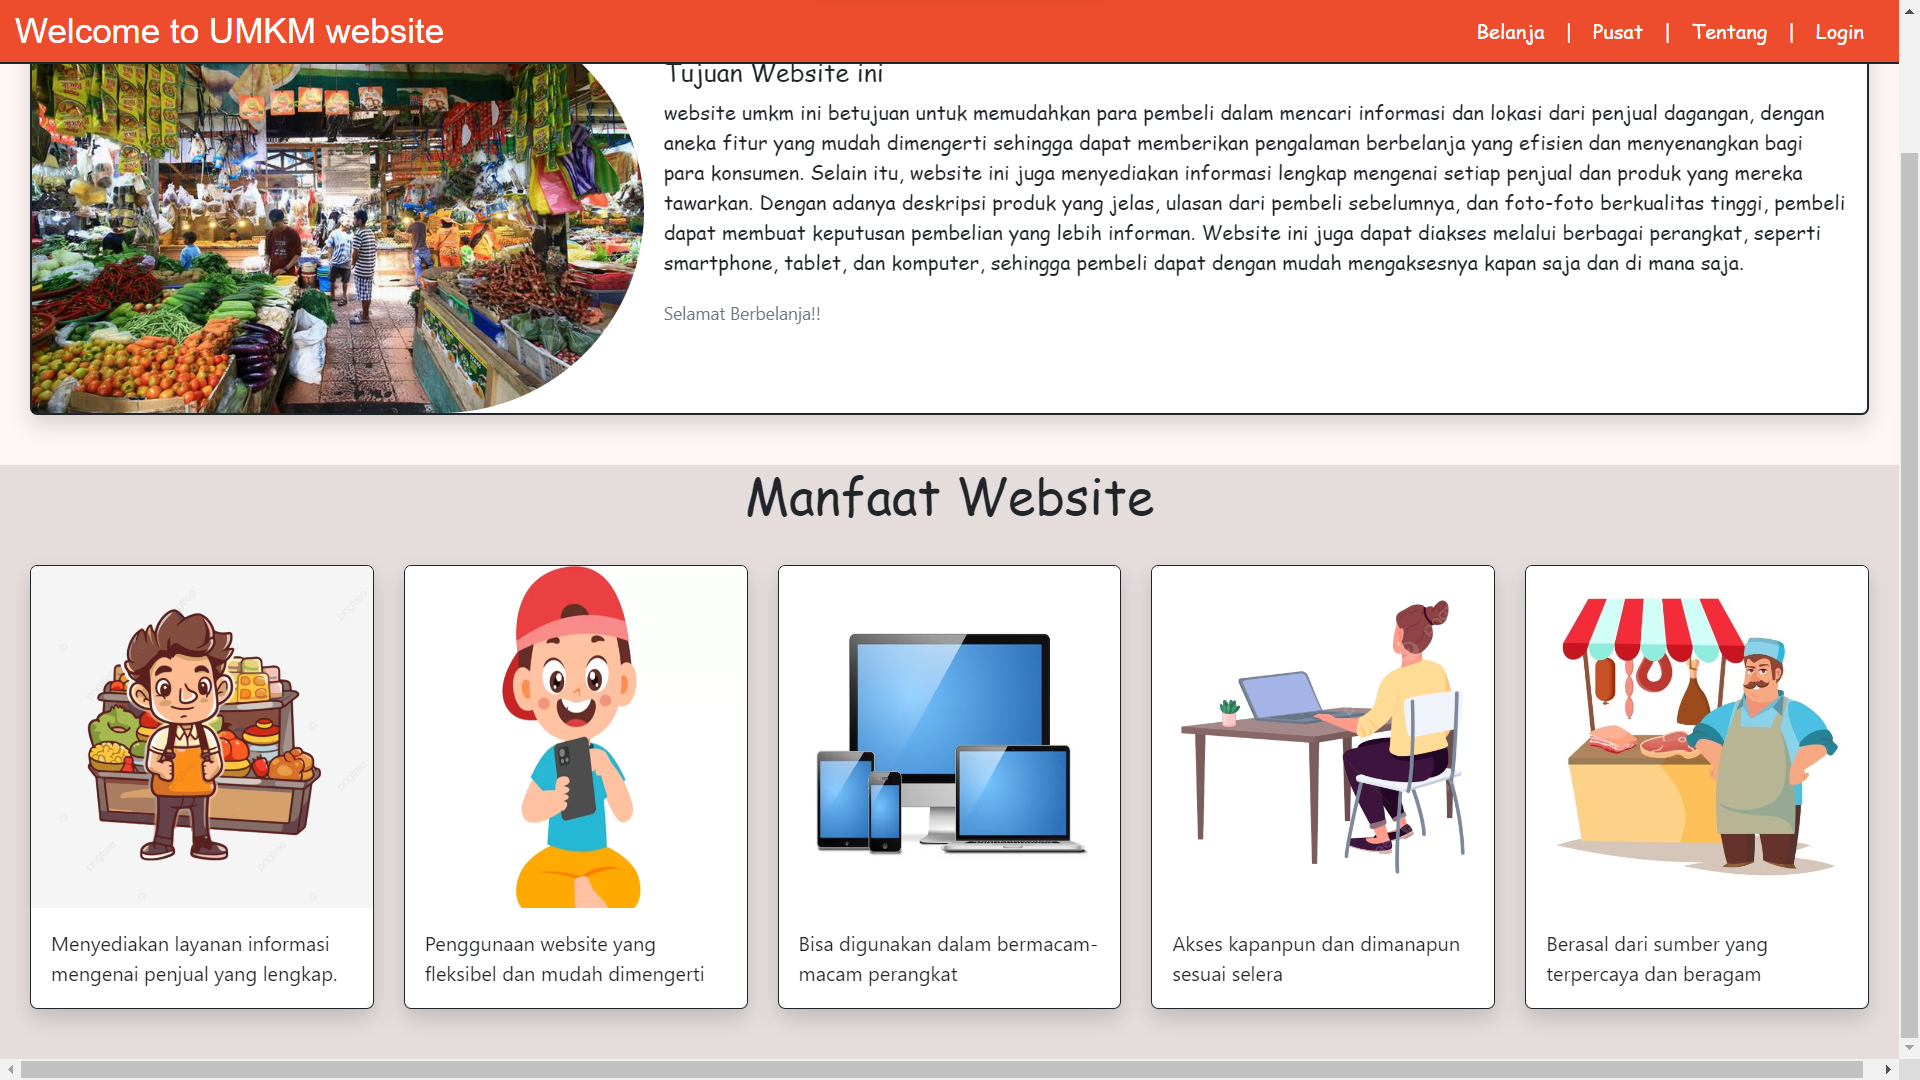 Welcome to UMKM website
Belanja | Pusat | Tentang | Login
Tujuan Website ini
website umkm ini betujuan untuk memudahkan para pembeli dalam mencari informasi dan lokasi dari penjual dagangan, dengan
aneka fitur yang mudah dimengerti sehingga dapat memberikan pengalaman berbelanja yang efisien dan menyenangkan bagi
para konsumen. Selain itu, website ini juga menyediakan informasi lengkap mengenai setiap penjual dan produk yang mereka
tawarkan. Dengan adanya deskripsi produk yang jelas, ulasan dari pembeli sebelumnya, dan foto-foto berkualitas tinggi, pembeli
dapat membuat keputusan pembelian yang lebih informan. Website ini juga dapat diakses melalui berbagai perangkat, seperti
smartphone, tablet, dan komputer, sehingga pembeli dapat dengan mudah mengaksesnya kapan saja dan di mana saja.
Selamat Berbelanja!!
Manfaat Website
Menyediakan layanan informasi
mengenai penjual yang lengkap.
Penggunaan website yang
fleksibel dan mudah dimengerti
Bisa digunakan dalam bermacam-
macam perangkat
Akses kapanpun dan dimanapun
sesuai selera
Berasal dari sumber yang
terpercaya dan beragam